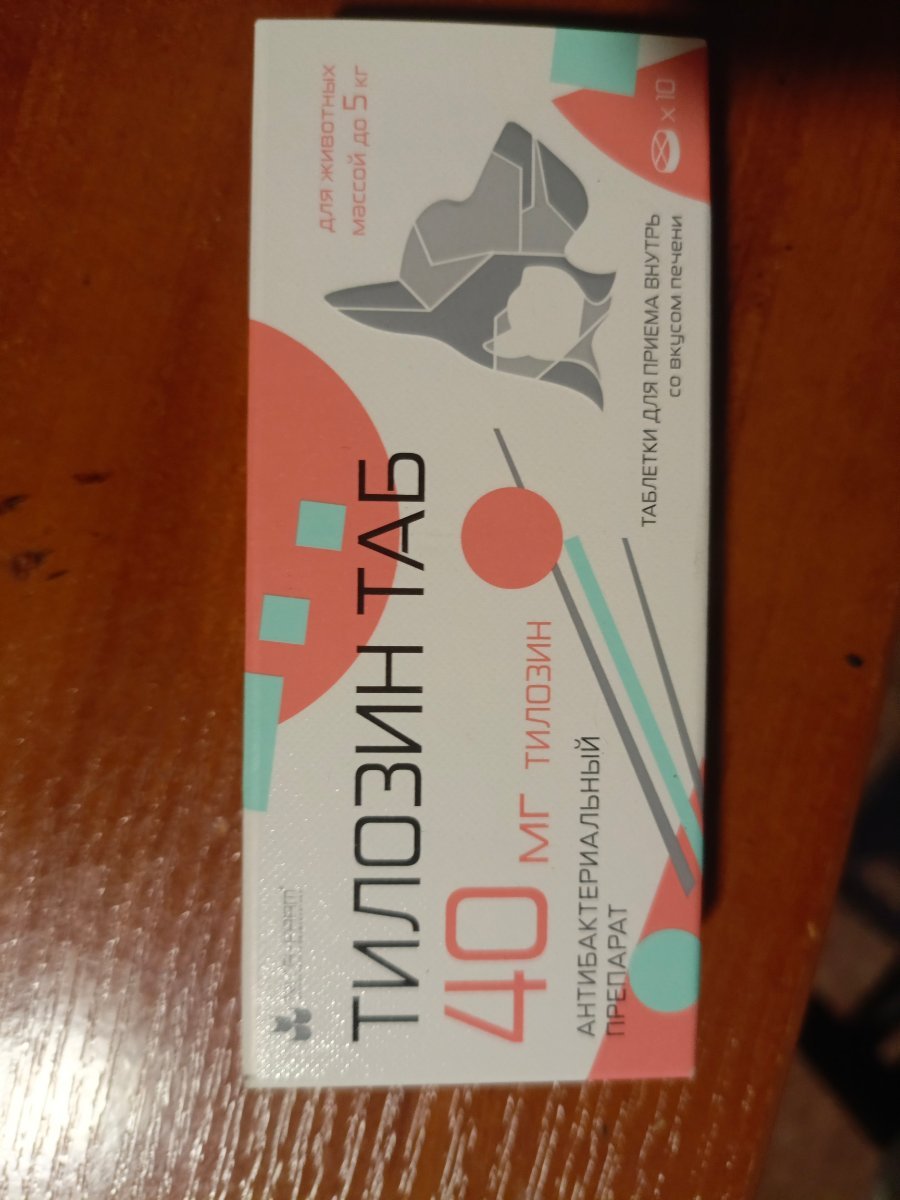 для животных
массой до 5 кг
ТИЛОЗИН ТАБ
40 мг тилозин
АНТИБАКТЕРИАЛЬНЫЙ
ПРЕПАРАТ
ТАБЛЕТКИ ДЛЯ ПРИЕМА ВНУТРЬ
со вкусом печени
x 10